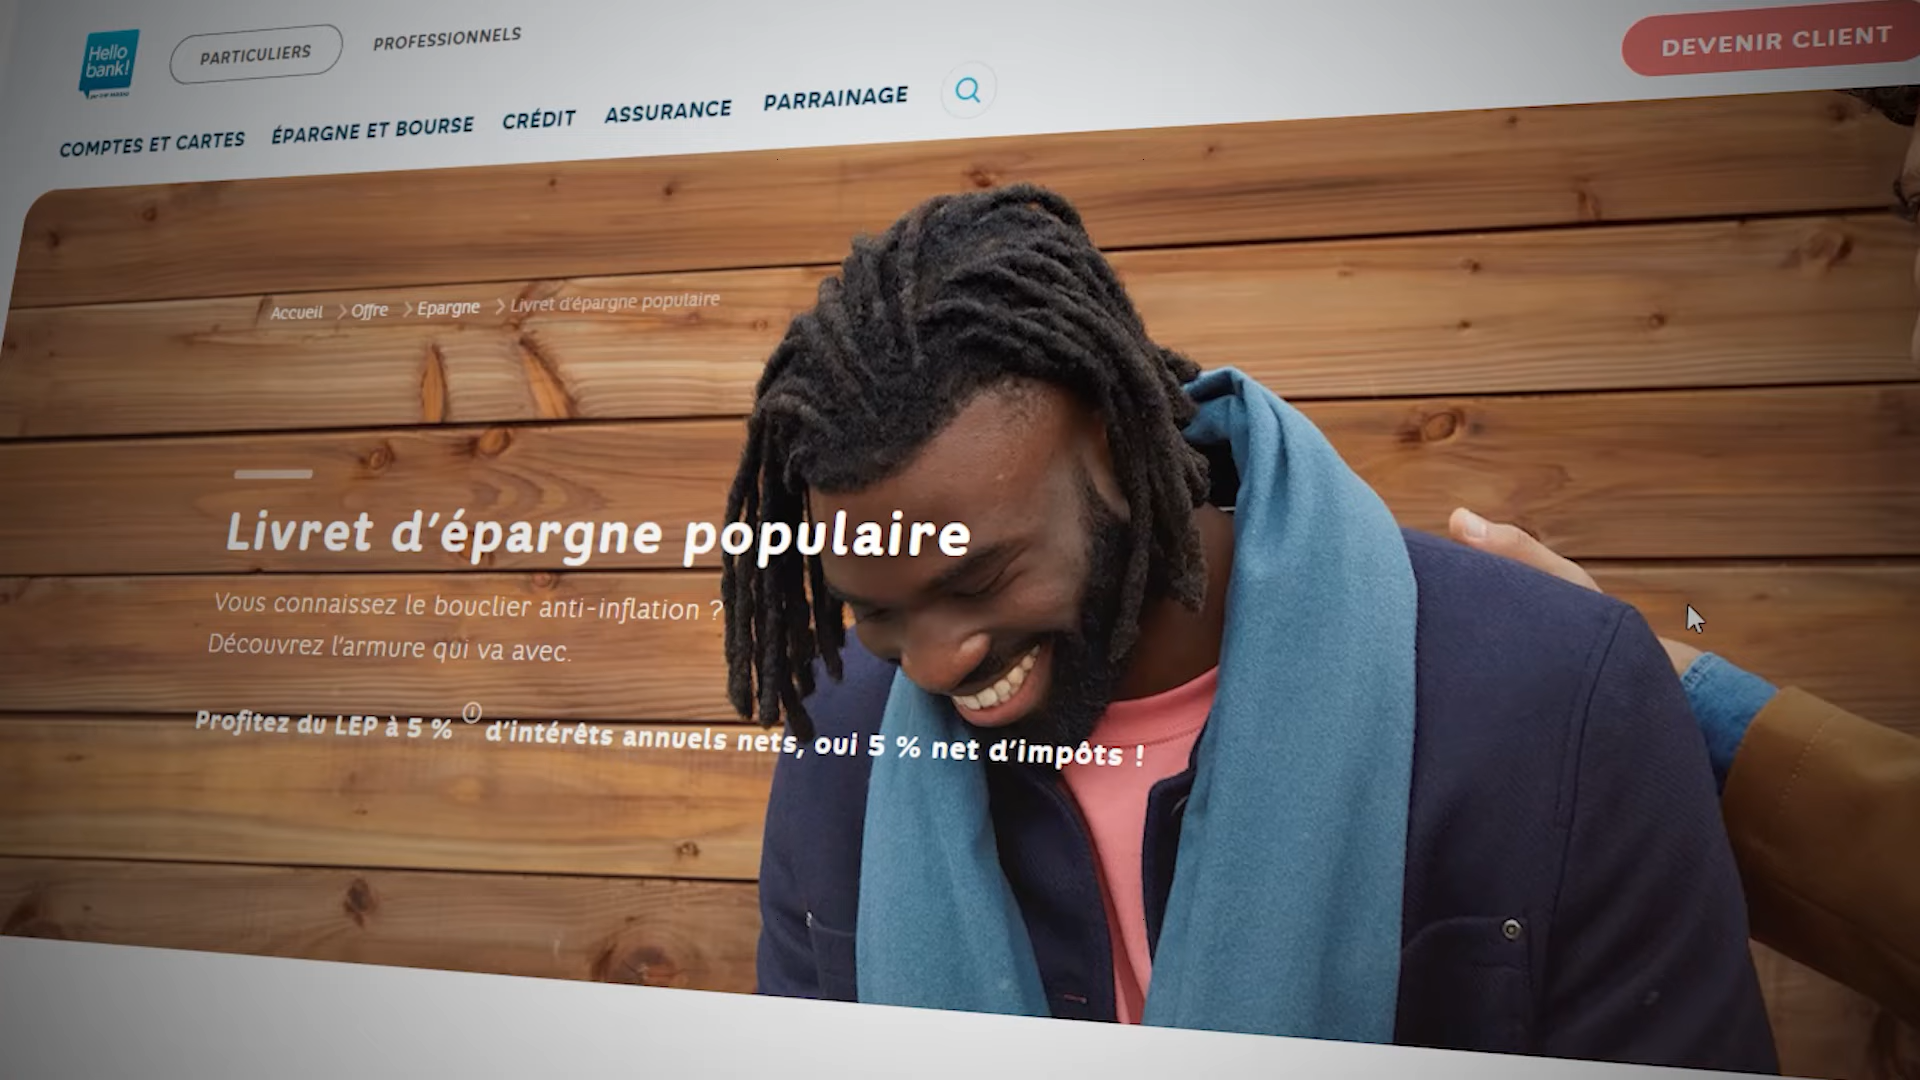 Hello
bank!
PARTICULIERS
PROFESSIONNELS
DEVENIR CLIENT
COMPTES ET CARTES
ÉPARGNE ET BOURSE
CRÉDIT
ASSURANCE
PARRAINAGE
Accueil > Offre > Epargne > Livret d'épargne populaire
Livret d'épargne populaire
Vous connaissez le bouclier anti-inflation ?
Découvrez l'armure qui va avec.
Profitez du LEP à 5 % i d'intérêts annuels nets, oui 5 % net d'impôts !